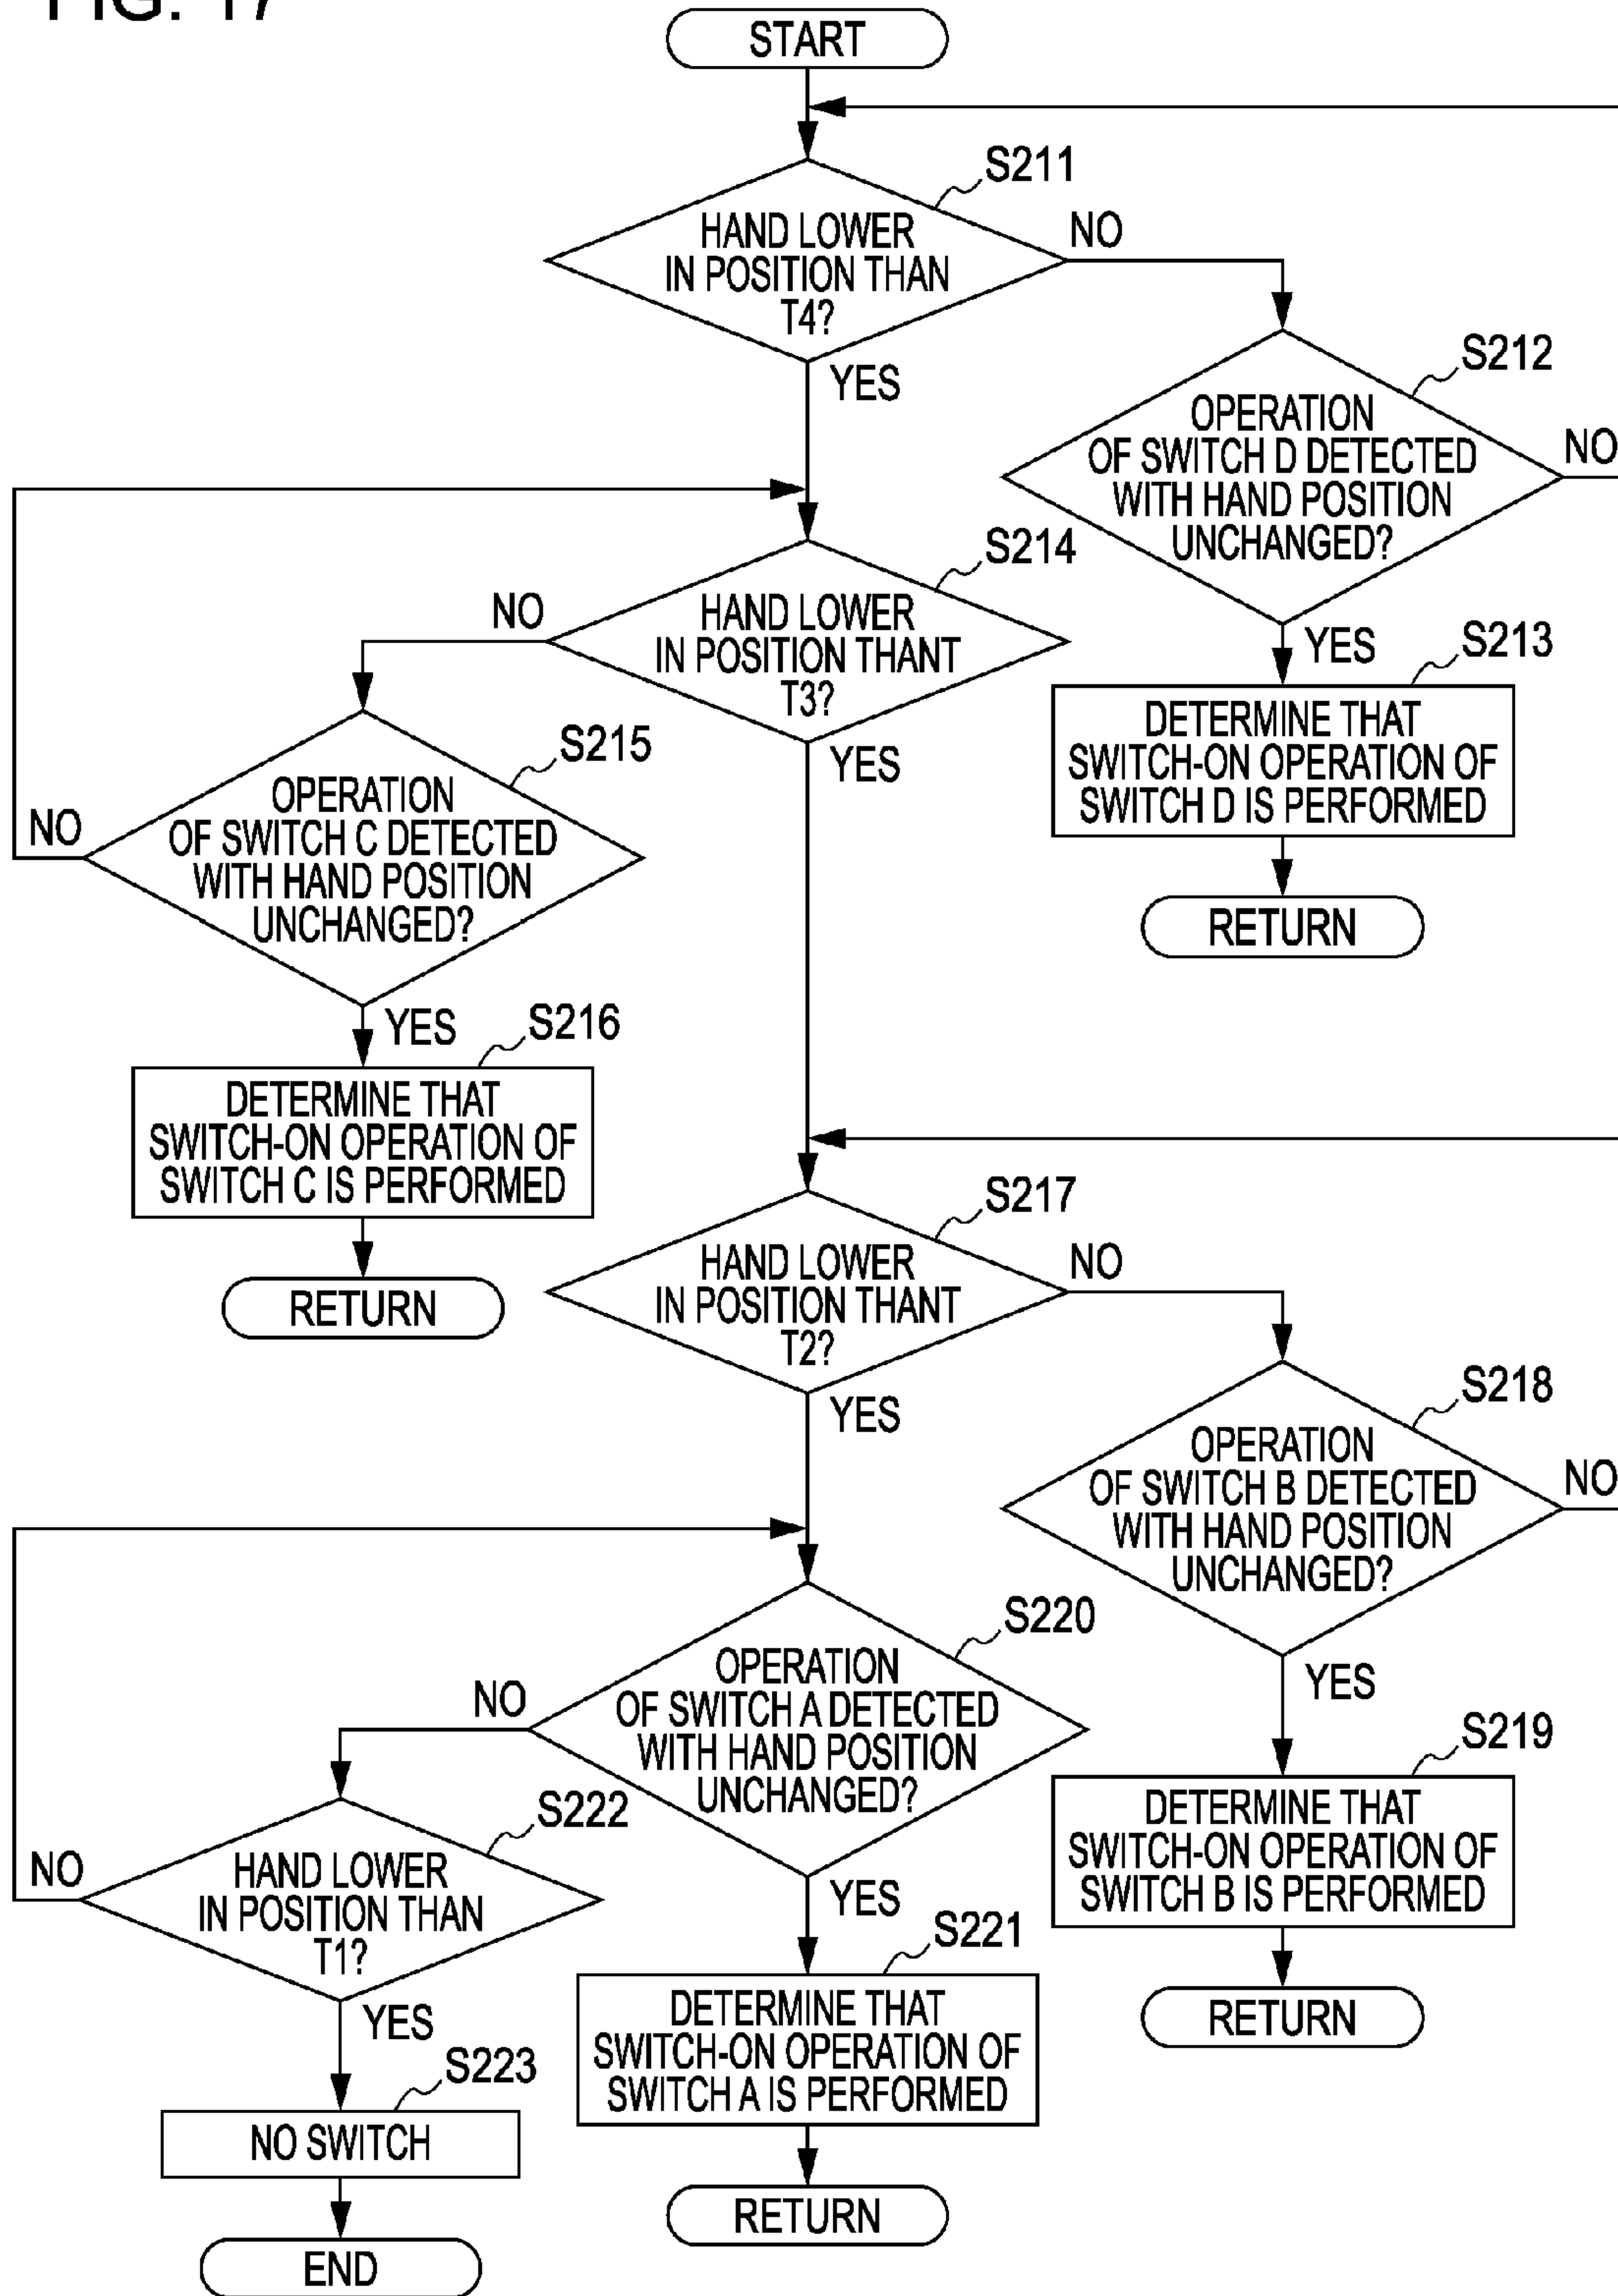 FIG. 17
START
S211
HAND LOWER
IN POSITION THAN
T4?
NO
YES
S212
OPERATION
OF SWITCH D DETECTED
WITH HAND POSITION
UNCHANGED?
NO
YES
S213
DETERMINE THAT
SWITCH-ON OPERATION OF
SWITCH D IS PERFORMED
RETURN
S214
HAND LOWER
IN POSITION THANT
T3?
NO
YES
S215
OPERATION
OF SWITCH C DETECTED
WITH HAND POSITION
UNCHANGED?
NO
YES
S216
DETERMINE THAT
SWITCH-ON OPERATION OF
SWITCH C IS PERFORMED
RETURN
S217
HAND LOWER
IN POSITION THANT
T2?
NO
YES
S218
OPERATION
OF SWITCH B DETECTED
WITH HAND POSITION
UNCHANGED?
NO
YES
S219
DETERMINE THAT
SWITCH-ON OPERATION OF
SWITCH B IS PERFORMED
RETURN
S220
OPERATION
OF SWITCH A DETECTED
WITH HAND POSITION
UNCHANGED?
NO
YES
S221
DETERMINE THAT
SWITCH-ON OPERATION OF
SWITCH A IS PERFORMED
RETURN
S222
HAND LOWER
IN POSITION THAN
T1?
NO
YES
S223
NO SWITCH
END